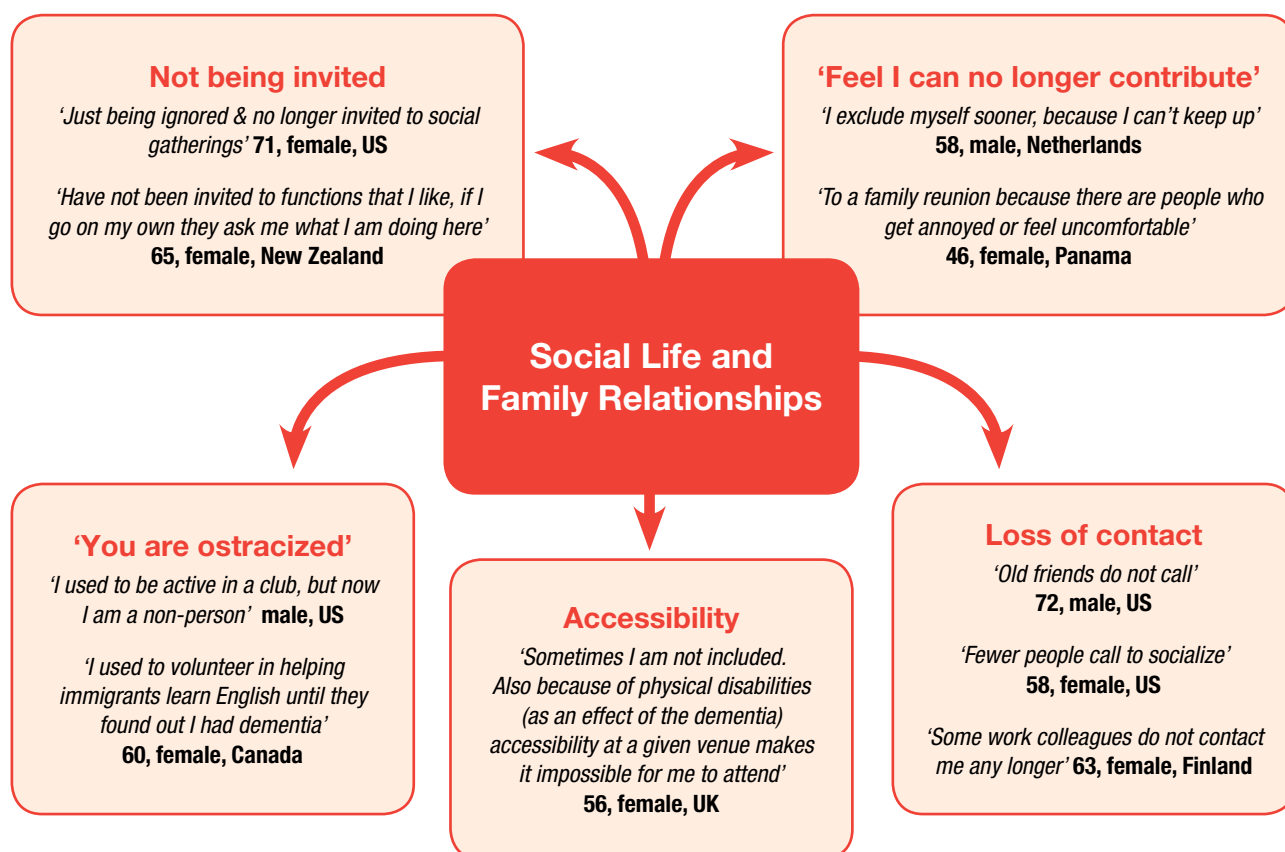 Not being invited
‘Just being ignored & no longer invited to social
gatherings’ 71, female, US
‘Have not been invited to functions that I like, if I
go on my own they ask me what I am doing here’
65, female, New Zealand
‘Feel I can no longer contribute’
‘I exclude myself sooner, because I can’t keep up’
58, male, Netherlands
‘To a family reunion because there are people who
get annoyed or feel uncomfortable’
46, female, Panama
Social Life and
Family Relationships
‘You are ostracized’
‘I used to be active in a club, but now
I am a non-person’ male, US
‘I used to volunteer in helping
immigrants learn English until they
found out I had dementia’
60, female, Canada
Accessibility
‘Sometimes I am not included.
Also because of physical disabilities
(as an effect of the dementia)
accessibility at a given venue makes
it impossible for me to attend’
56, female, UK
Loss of contact
‘Old friends do not call’
72, male, US
‘Fewer people call to socialize’
58, female, US
‘Some work colleagues do not contact
me any longer’ 63, female, Finland